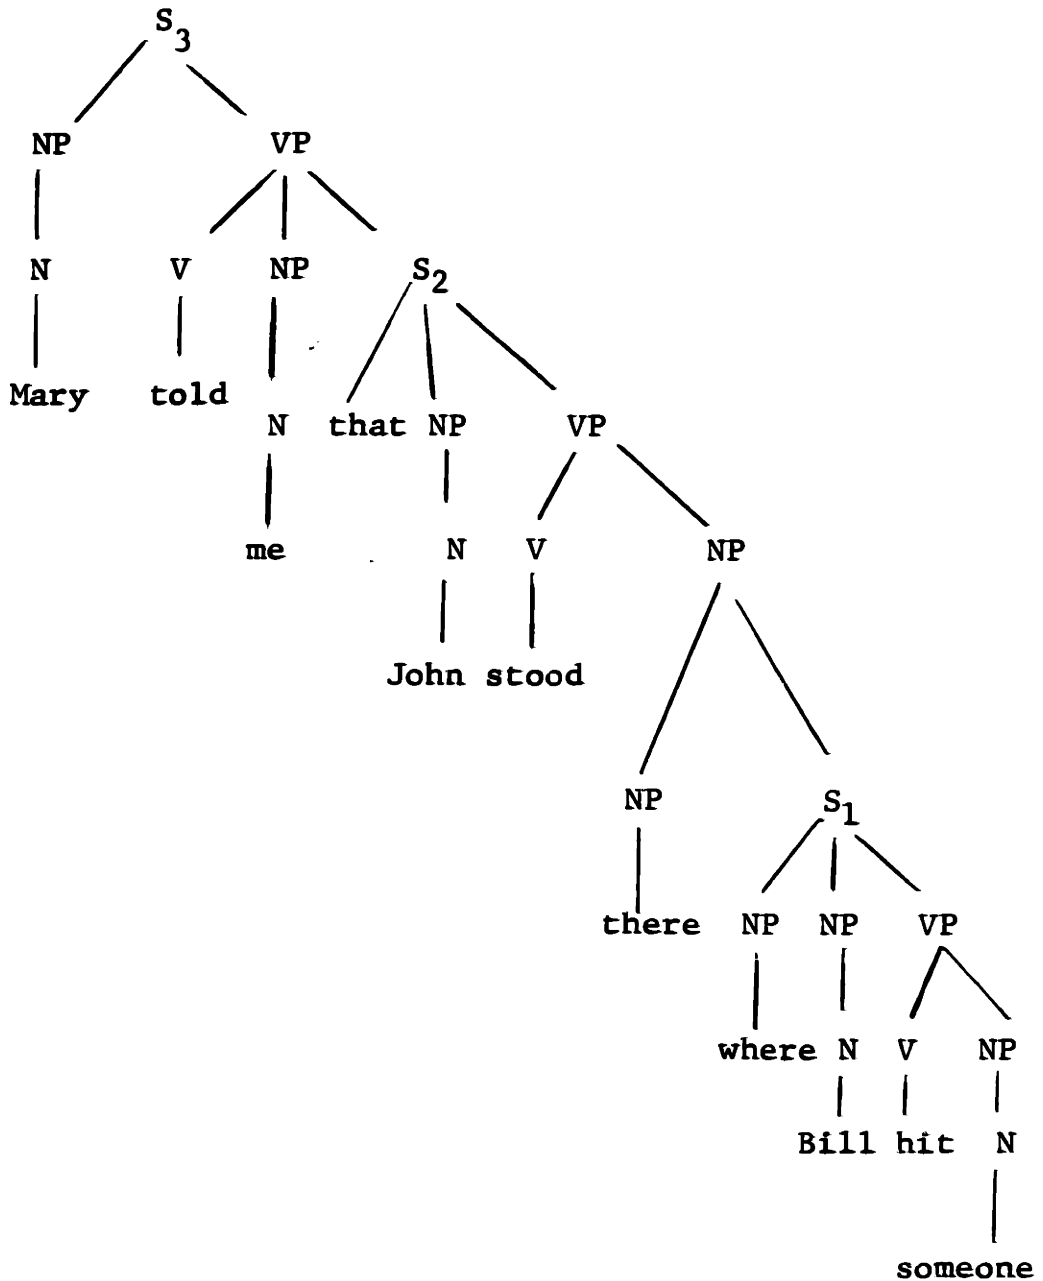 S3
NP VP
N V NP S2
Mary told
N that NP VP
me N V NP
John stood
NP S1
there NP NP VP
where N V NP
Bill hit N
someone